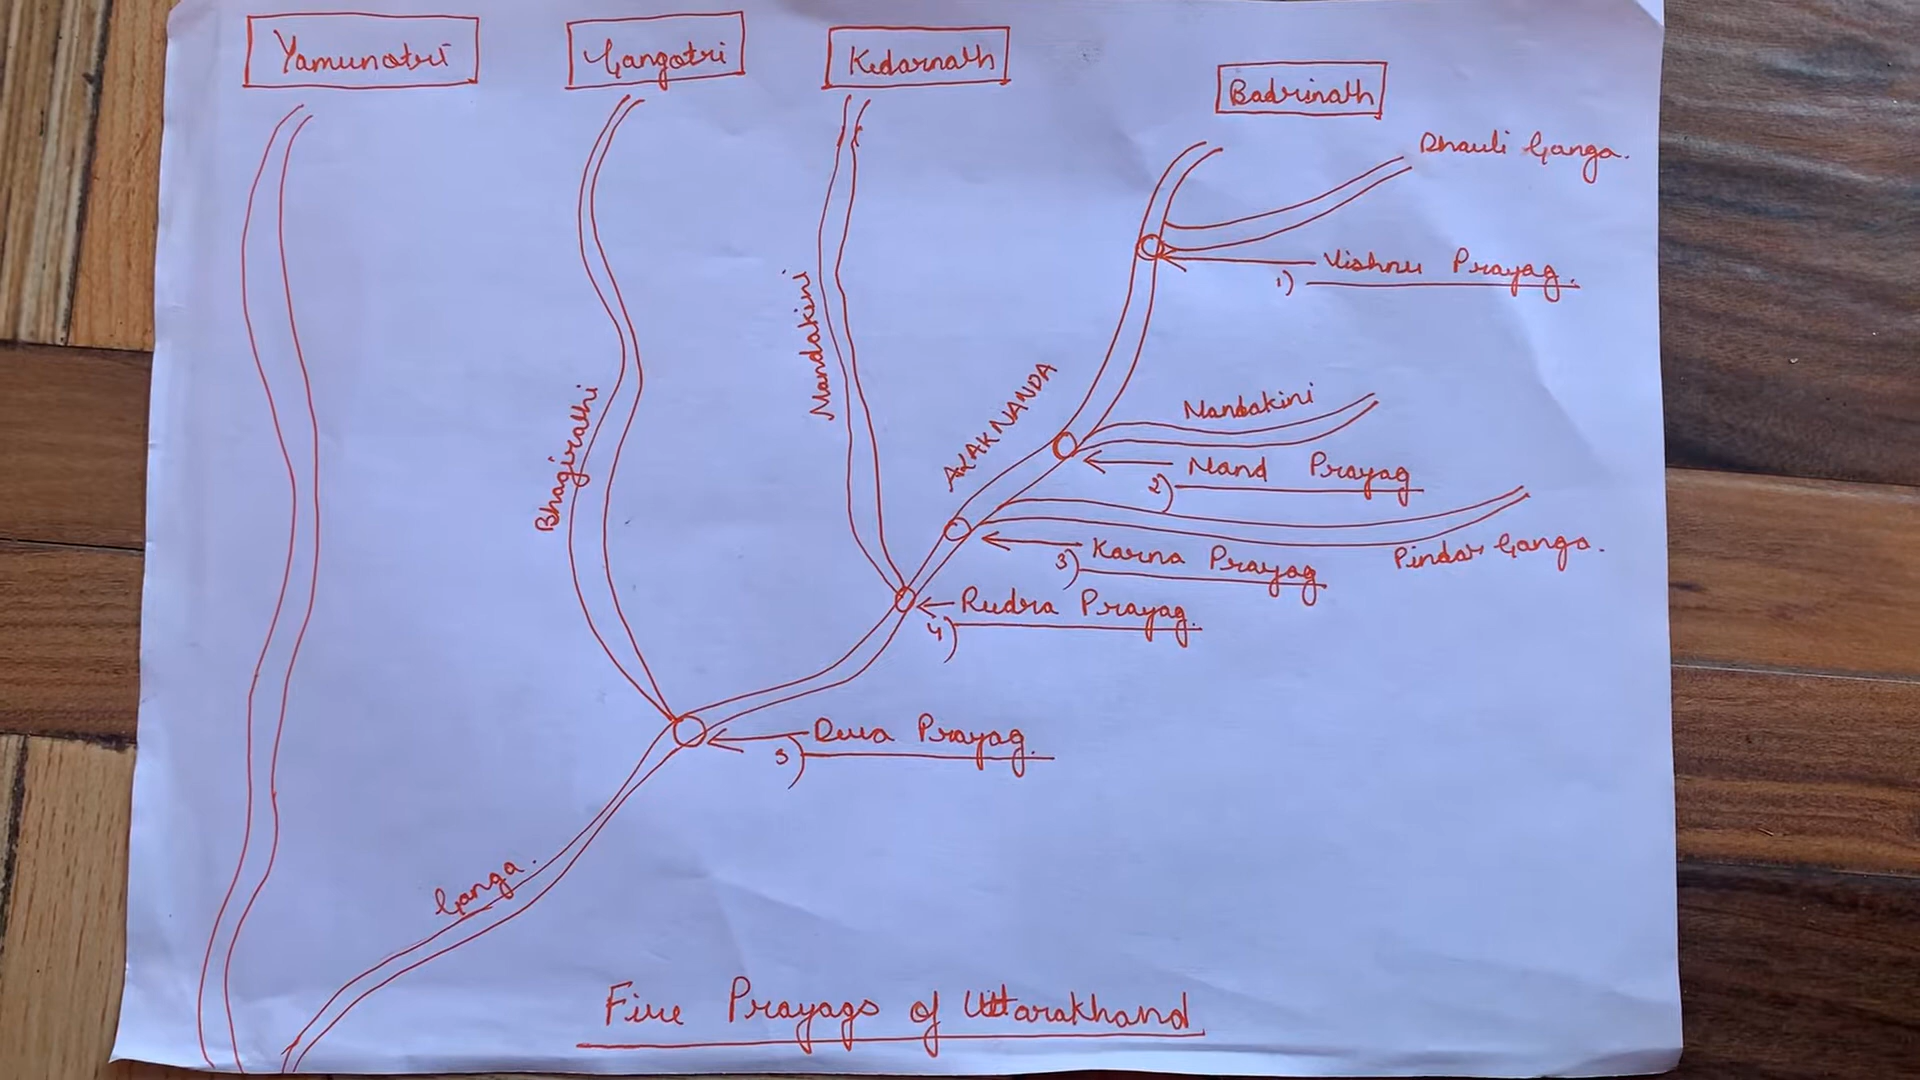 Yamunotri
Gangotri
Kedarnath
Badrinath
Dhauli Ganga.
1) Vishnu Prayag.
Mandakini
ALAKNANDA
Nandakini
2) Nand Prayag
Bhagirathi
3) Karna Prayag
Pindar Ganga.
4) Rudra Prayag.
5) Deva Prayag.
Ganga.
Five Prayags of Uttarakhand